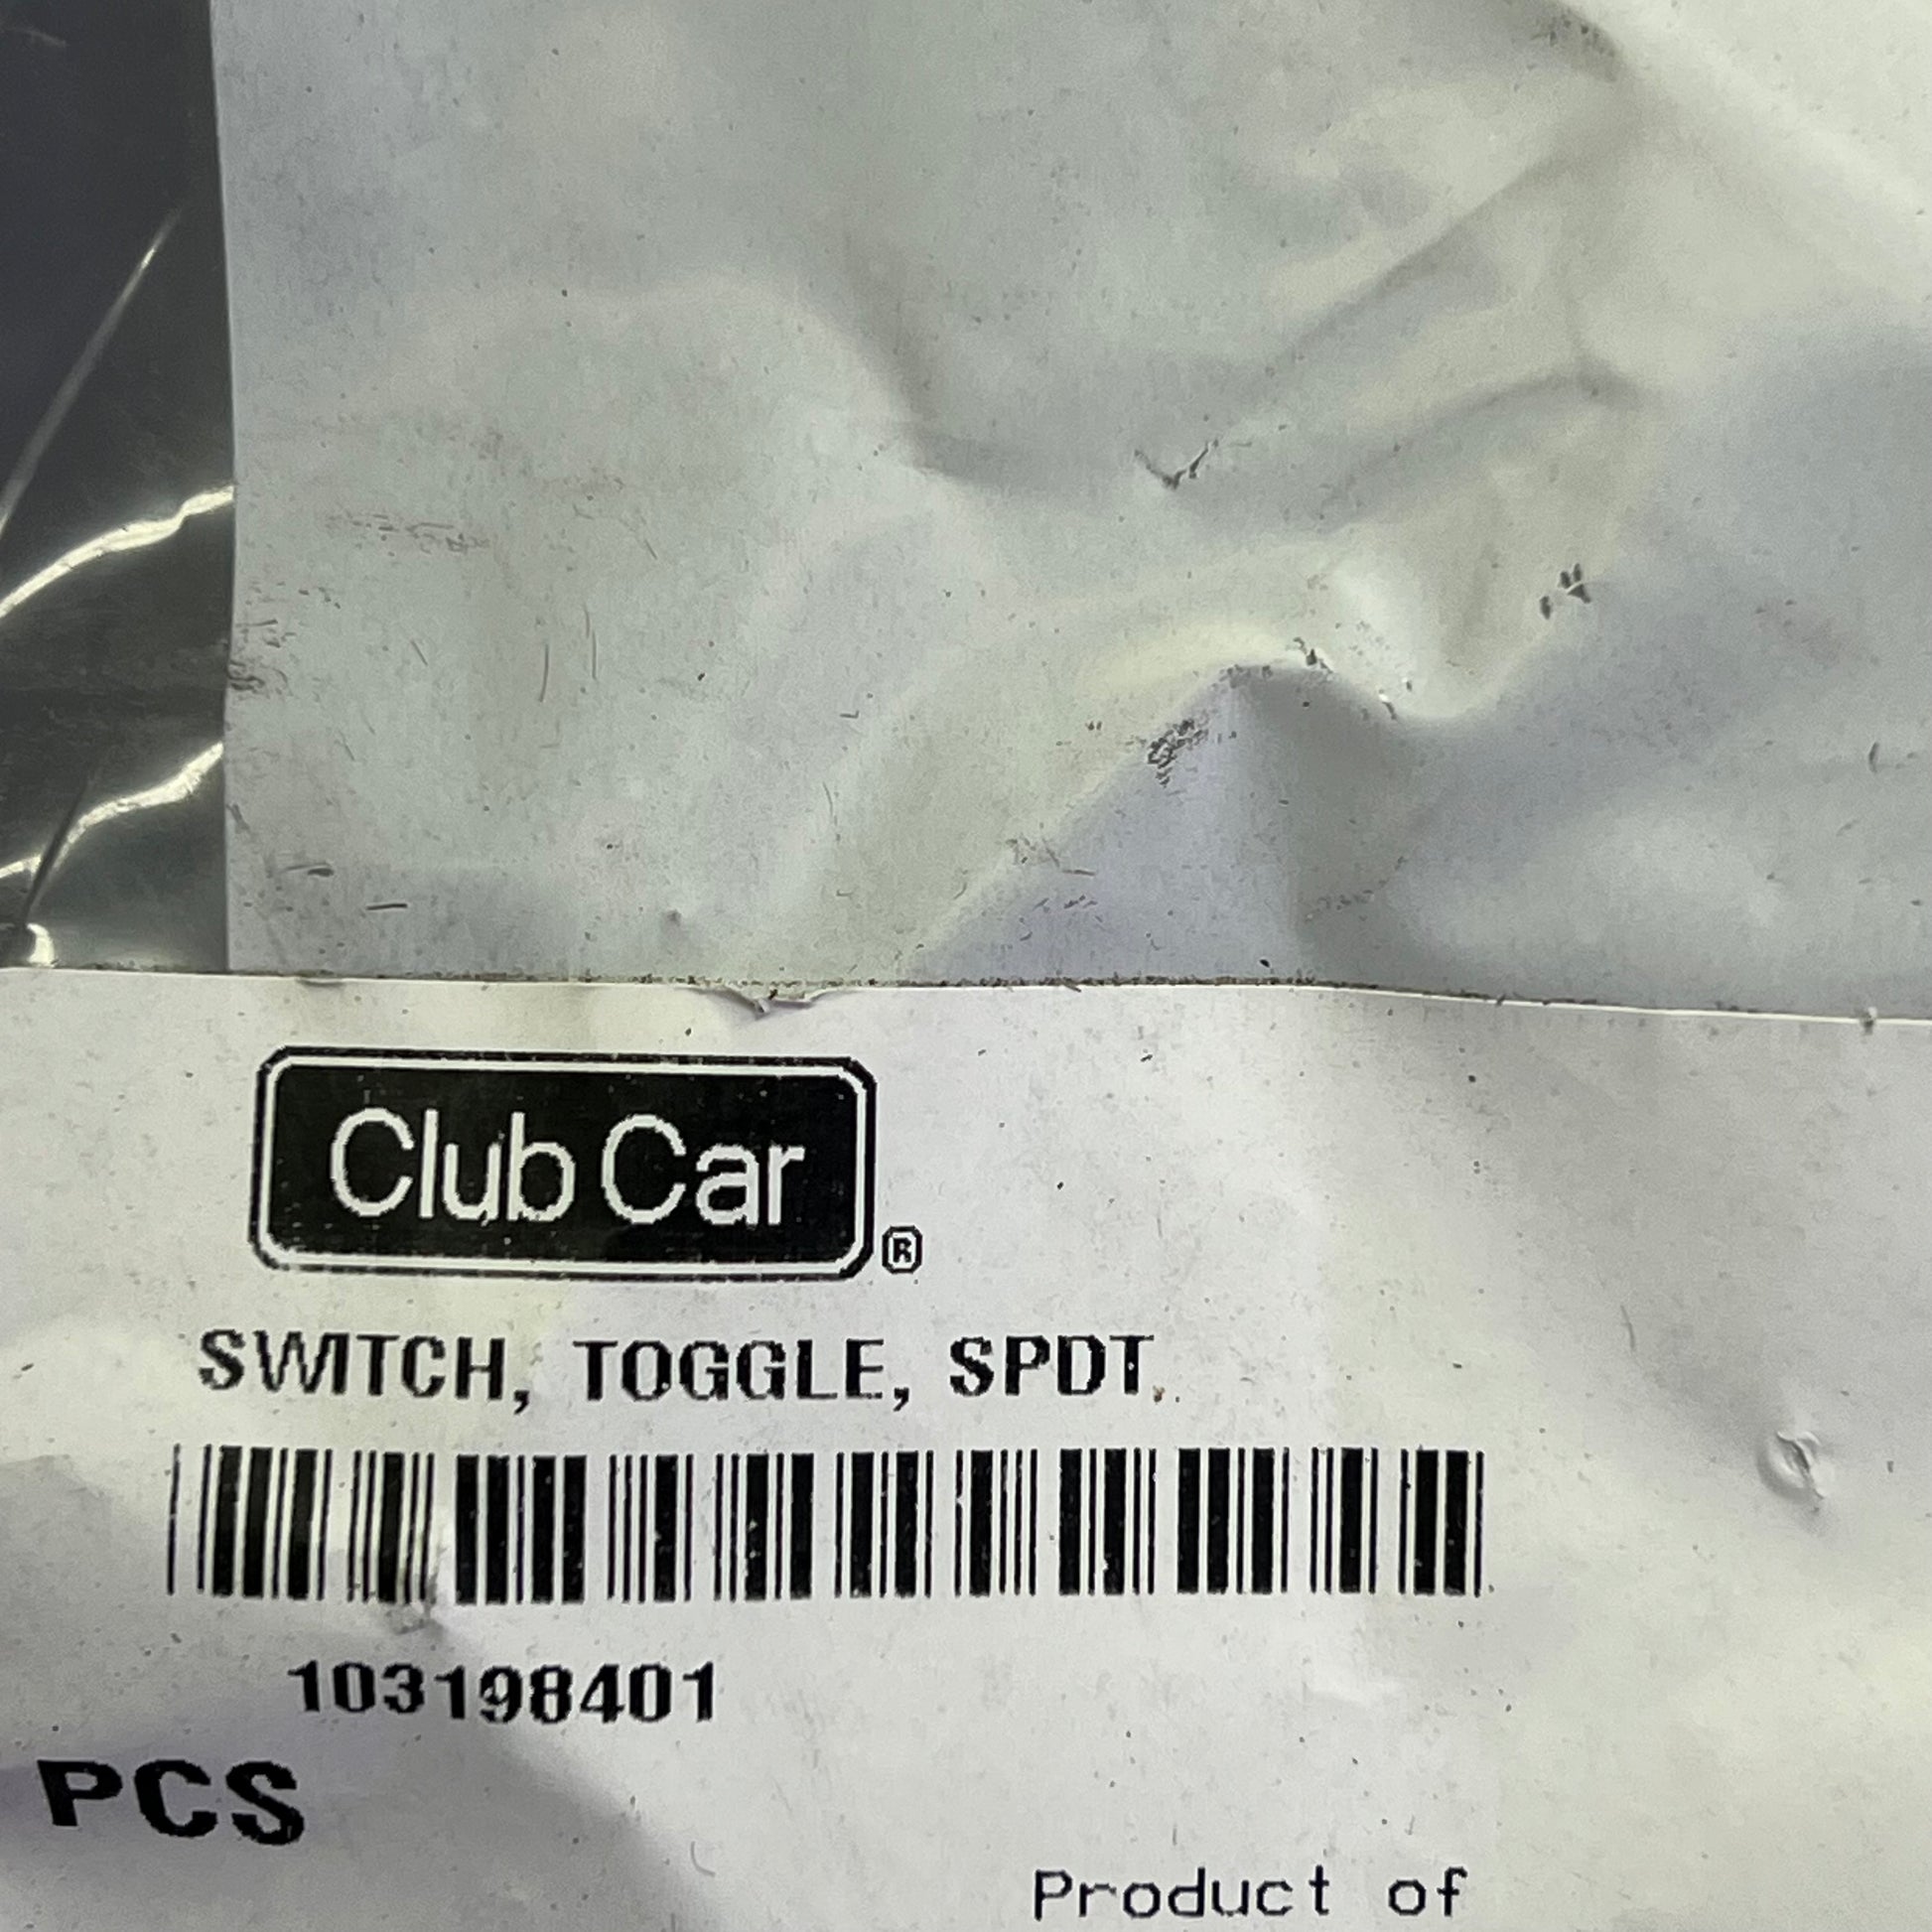 Club Car®
SWITCH, TOGGLE, SPDT
103198401
PCS
Product of